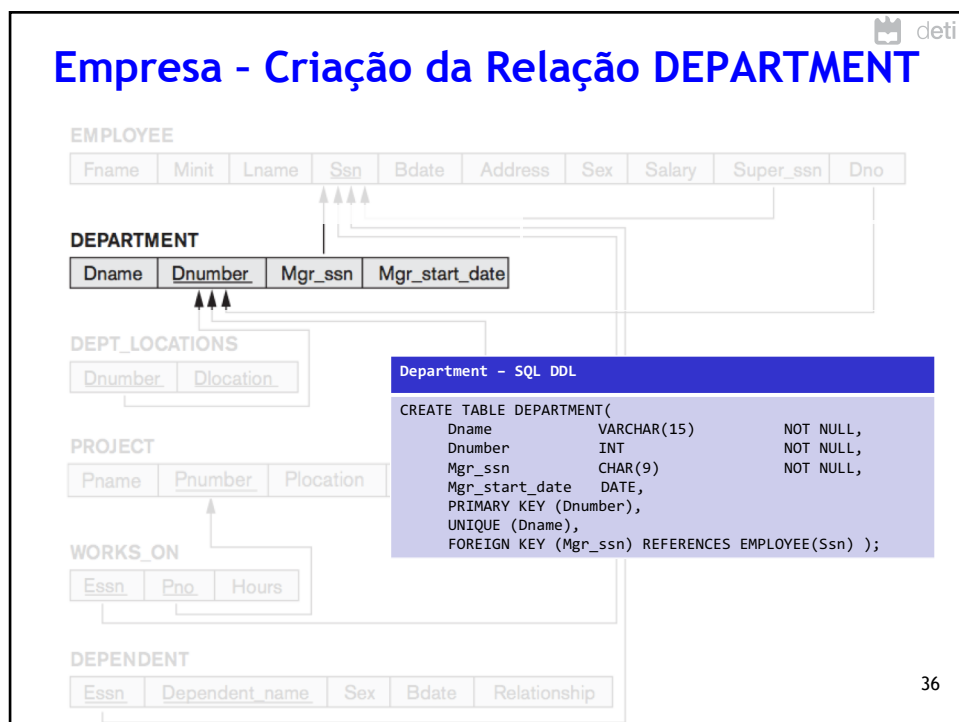 deti
Empresa – Criação da Relação DEPARTMENT
EMPLOYEE
Fname Minit Lname Ssn Bdate Address Sex Salary Super_ssn Dno
DEPARTMENT
Dname Dnumber Mgr_ssn Mgr_start_date
DEPT_LOCATIONS
Dnumber Dlocation
PROJECT
Pname Pnumber Plocation
WORKS_ON
Essn Pno Hours
DEPENDENT
Essn Dependent_name Sex Bdate Relationship
Department – SQL DDL
CREATE TABLE DEPARTMENT(
Dname VARCHAR(15) NOT NULL,
Dnumber INT NOT NULL,
Mgr_ssn CHAR(9) NOT NULL,
Mgr_start_date DATE,
PRIMARY KEY (Dnumber),
UNIQUE (Dname),
FOREIGN KEY (Mgr_ssn) REFERENCES EMPLOYEE(Ssn) );
36